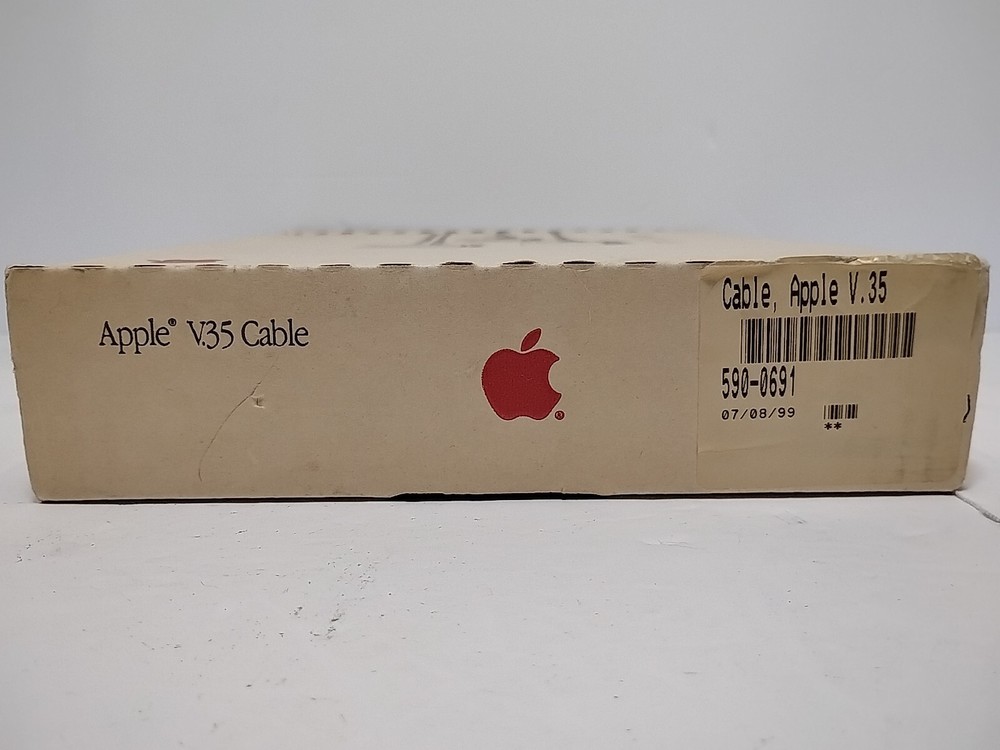 Apple® V.35 Cable
Cable, Apple V.35
590-0691
07/08/99
**